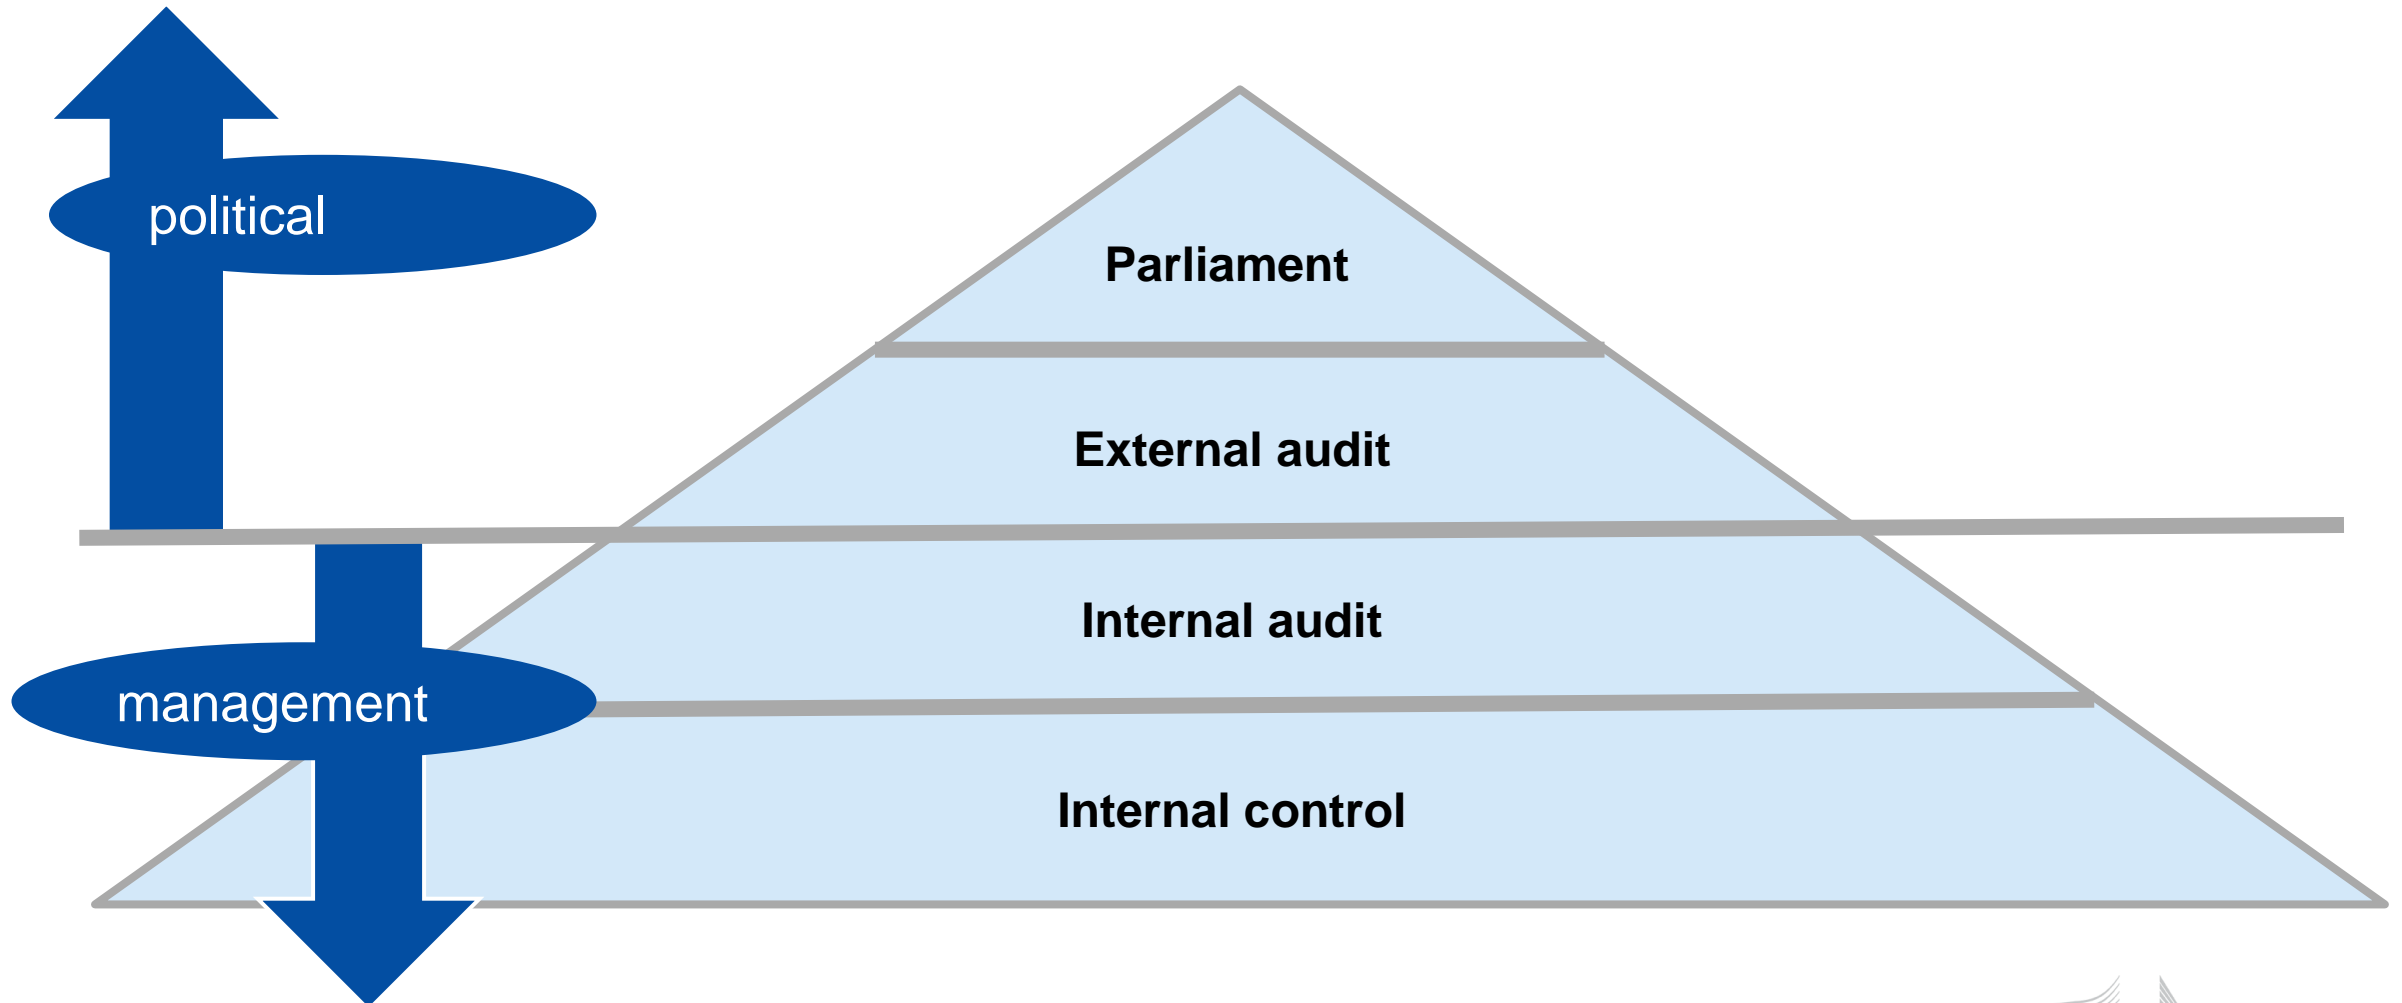 political
Parliament
External audit
Internal audit
management
Internal control